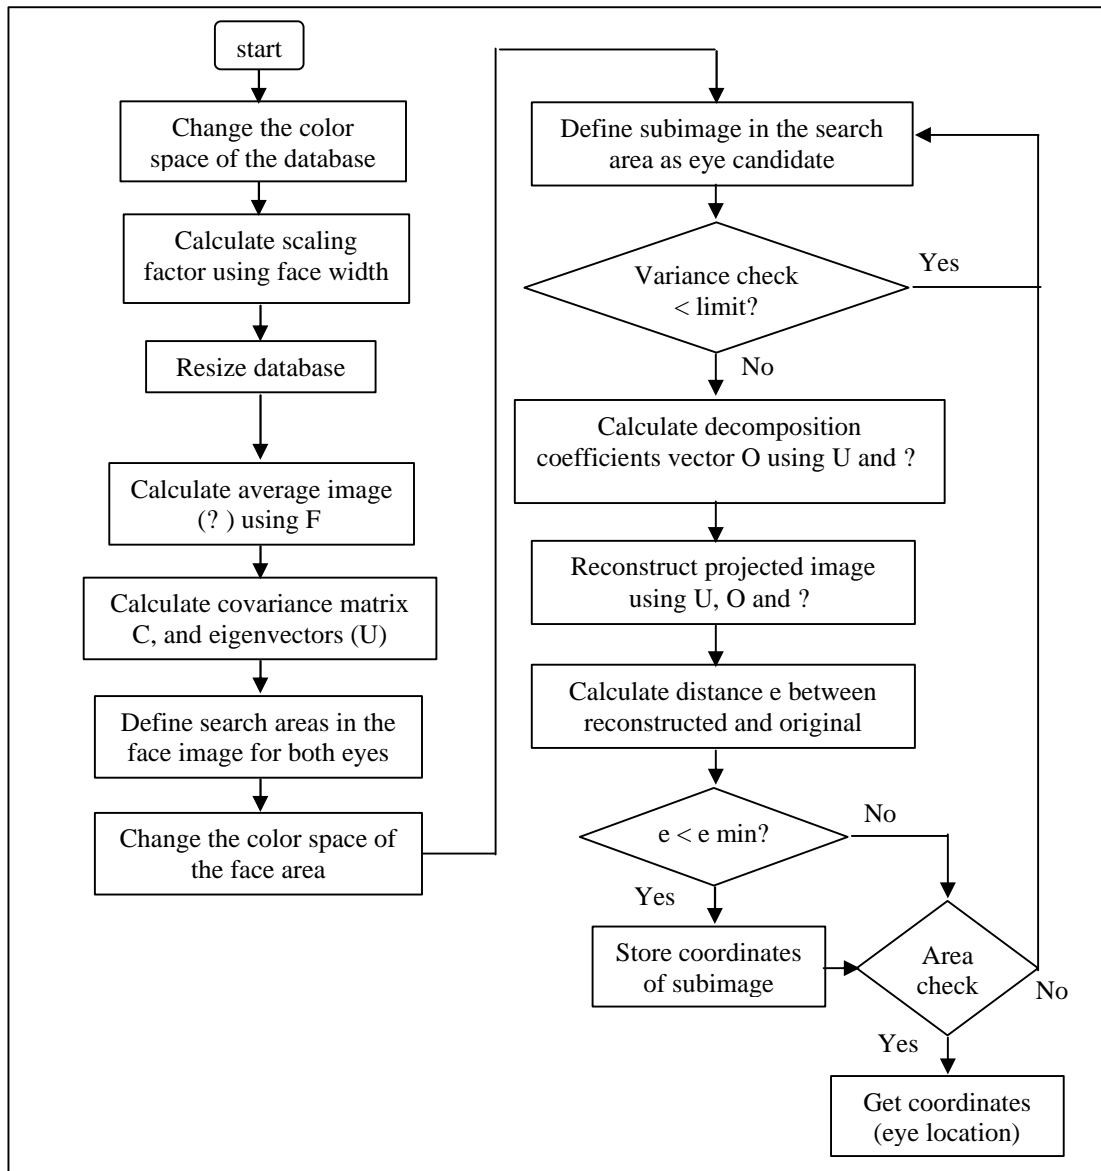 start
Change the color
space of the database
Calculate scaling
factor using face width
Resize database
Calculate average image
(? ) using F
Calculate covariance matrix
C, and eigenvectors (U)
Define search areas in the
face image for both eyes
Change the color space of
the face area
Define subimage in the search
area as eye candidate
Variance check
< limit?
Yes
No
Calculate decomposition
coefficients vector O using U and ?
Reconstruct projected image
using U, O and ?
Calculate distance e between
reconstructed and original
e < e min?
No
Yes
Store coordinates
of subimage
Area
check
No
Yes
Get coordinates
(eye location)